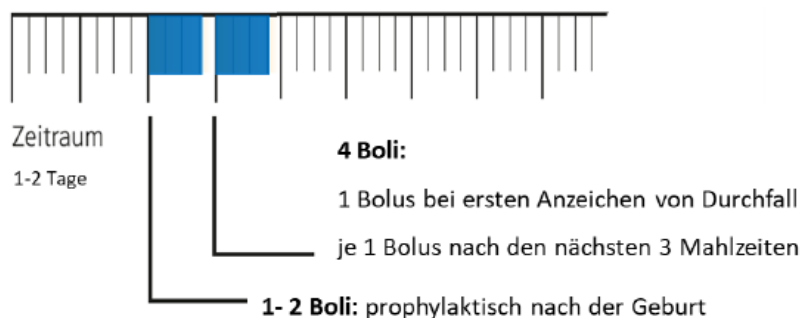 Zeitraum
1-2 Tage
4 Boli:
1 Bolus bei ersten Anzeichen von Durchfall
je 1 Bolus nach den nächsten 3 Mahlzeiten
1- 2 Boli: prophylaktisch nach der Geburt